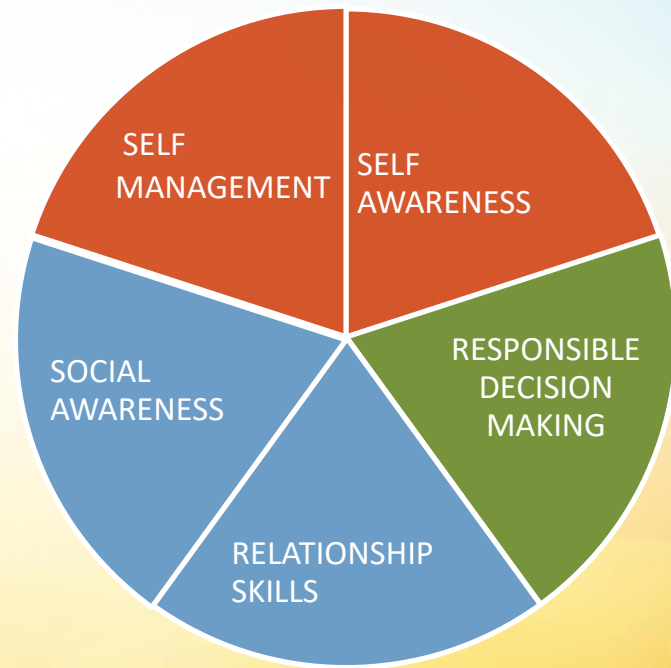 SELF
MANAGEMENT
SELF
AWARENESS
RESPONSIBLE
DECISION
MAKING
SOCIAL
AWARENESS
RELATIONSHIP
SKILLS